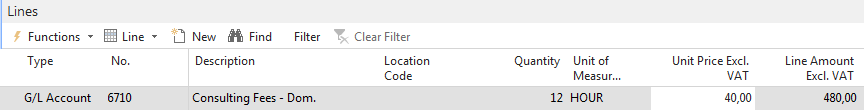 Lines
Functions Line New Find Filter Clear Filter
Type No. Description Location Code Quantity Unit of Measur... Unit Price Excl. VAT Line Amount Excl. VAT
G/L Account 6710 Consulting Fees - Dom. 12 HOUR 40,00 480,00